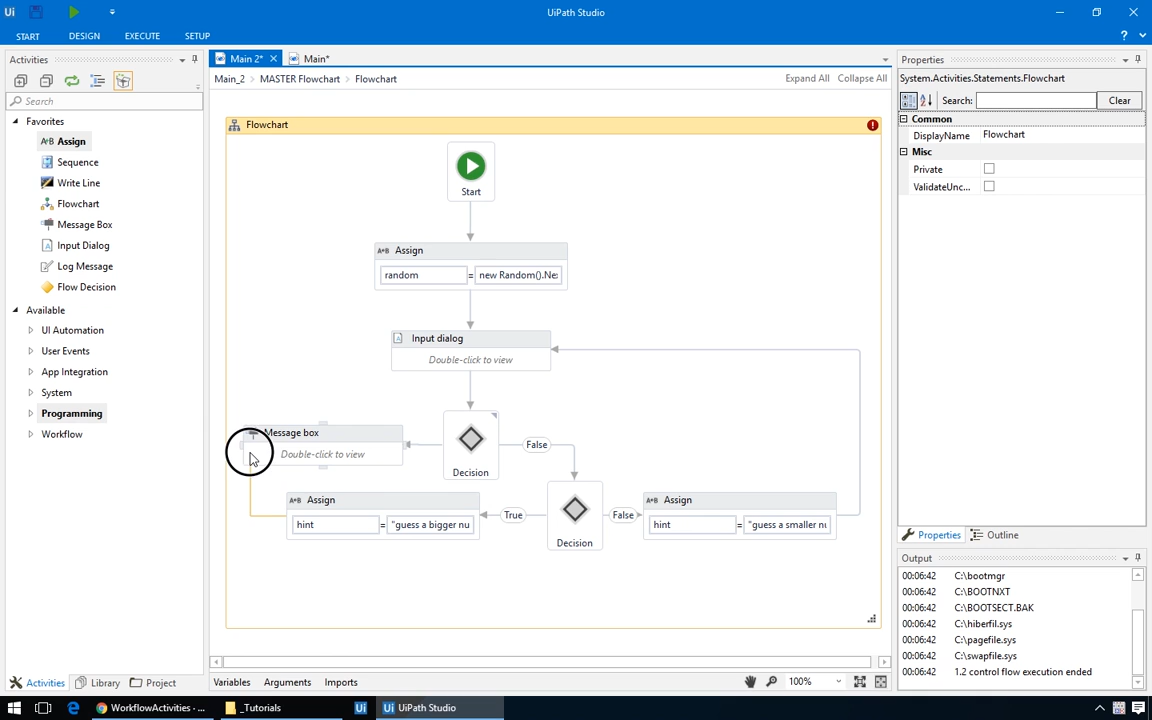 Ui
UiPath Studio
START
DESIGN
EXECUTE
SETUP
?
Activities
Search
Favorites
A+B Assign
Sequence
Write Line
Flowchart
Message Box
Input Dialog
Log Message
Flow Decision
Available
UI Automation
User Events
App Integration
System
Programming
Workflow
Activities
Library
Project
Main 2*
Main*
Main_2 > MASTER Flowchart > Flowchart
Expand All
Collapse All
Flowchart
Start
A+B Assign
random = new Random().Ne
Input dialog
Double-click to view
Message box
Double-click to view
Decision
False
A+B Assign
hint = "guess a bigger nu
True
Decision
False
A+B Assign
hint = "guess a smaller nu
Variables
Arguments
Imports
100%
Properties
System.Activities.Statements.Flowchart
Search:
Clear
Common
DisplayName Flowchart
Misc
Private
ValidateUnc...
Properties
Outline
Output
00:06:42 C:\bootmgr
00:06:42 C:\BOOTNXT
00:06:42 C:\BOOTSECT.BAK
00:06:42 C:\hiberfil.sys
00:06:42 C:\pagefile.sys
00:06:42 C:\swapfile.sys
00:06:42 1.2 control flow execution ended
WorkflowActivities - ...
_Tutorials
Ui
Ui UiPath Studio